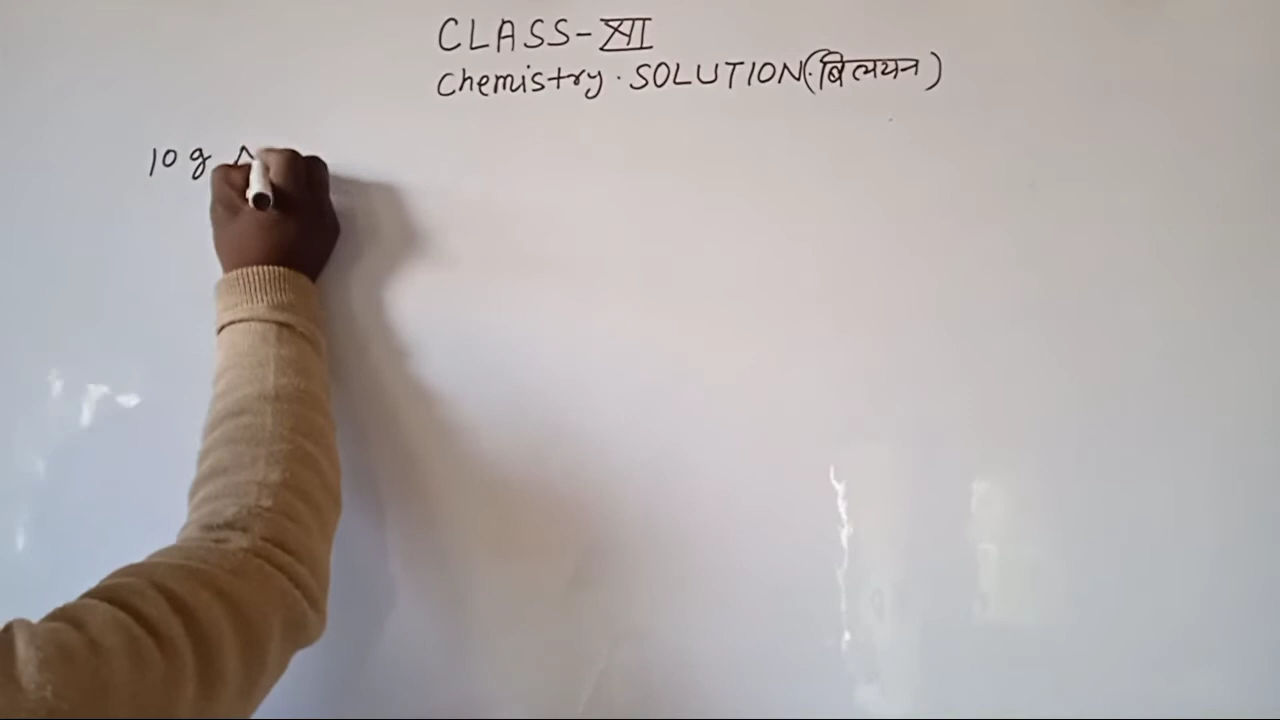 CLASS-XII
Chemistry. SOLUTION(विलयन)
10 g